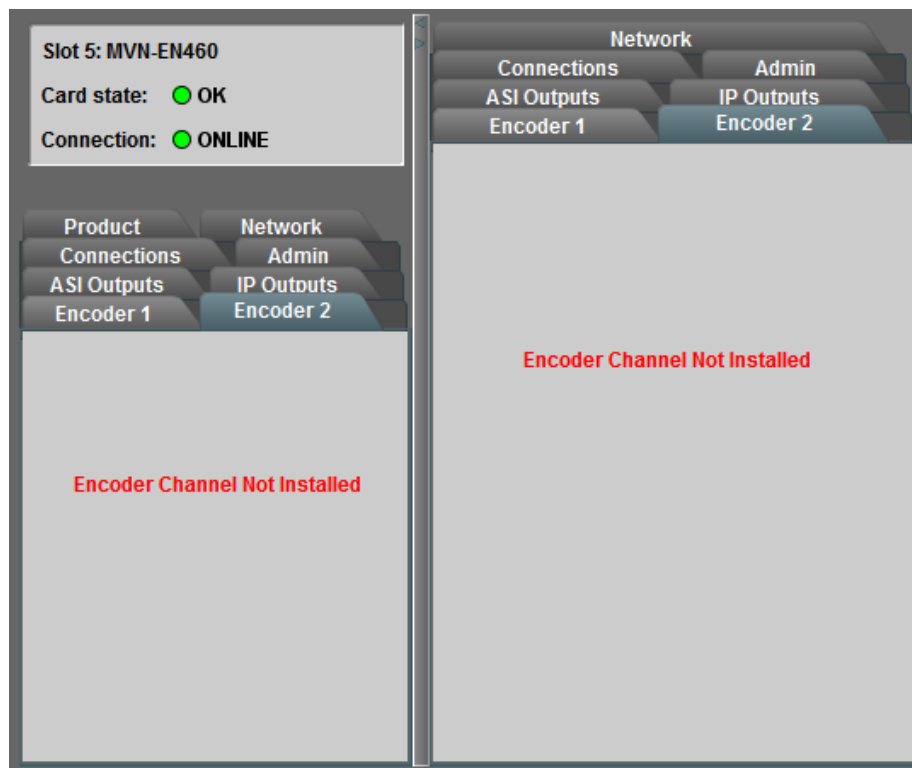 Slot 5: MVN-EN460
Card state: OK
Connection: ONLINE
Product Network
Connections Admin
ASI Outputs IP Outputs
Encoder 1 Encoder 2
Encoder Channel Not Installed
Network
Connections Admin
ASI Outputs IP Outputs
Encoder 1 Encoder 2
Encoder Channel Not Installed